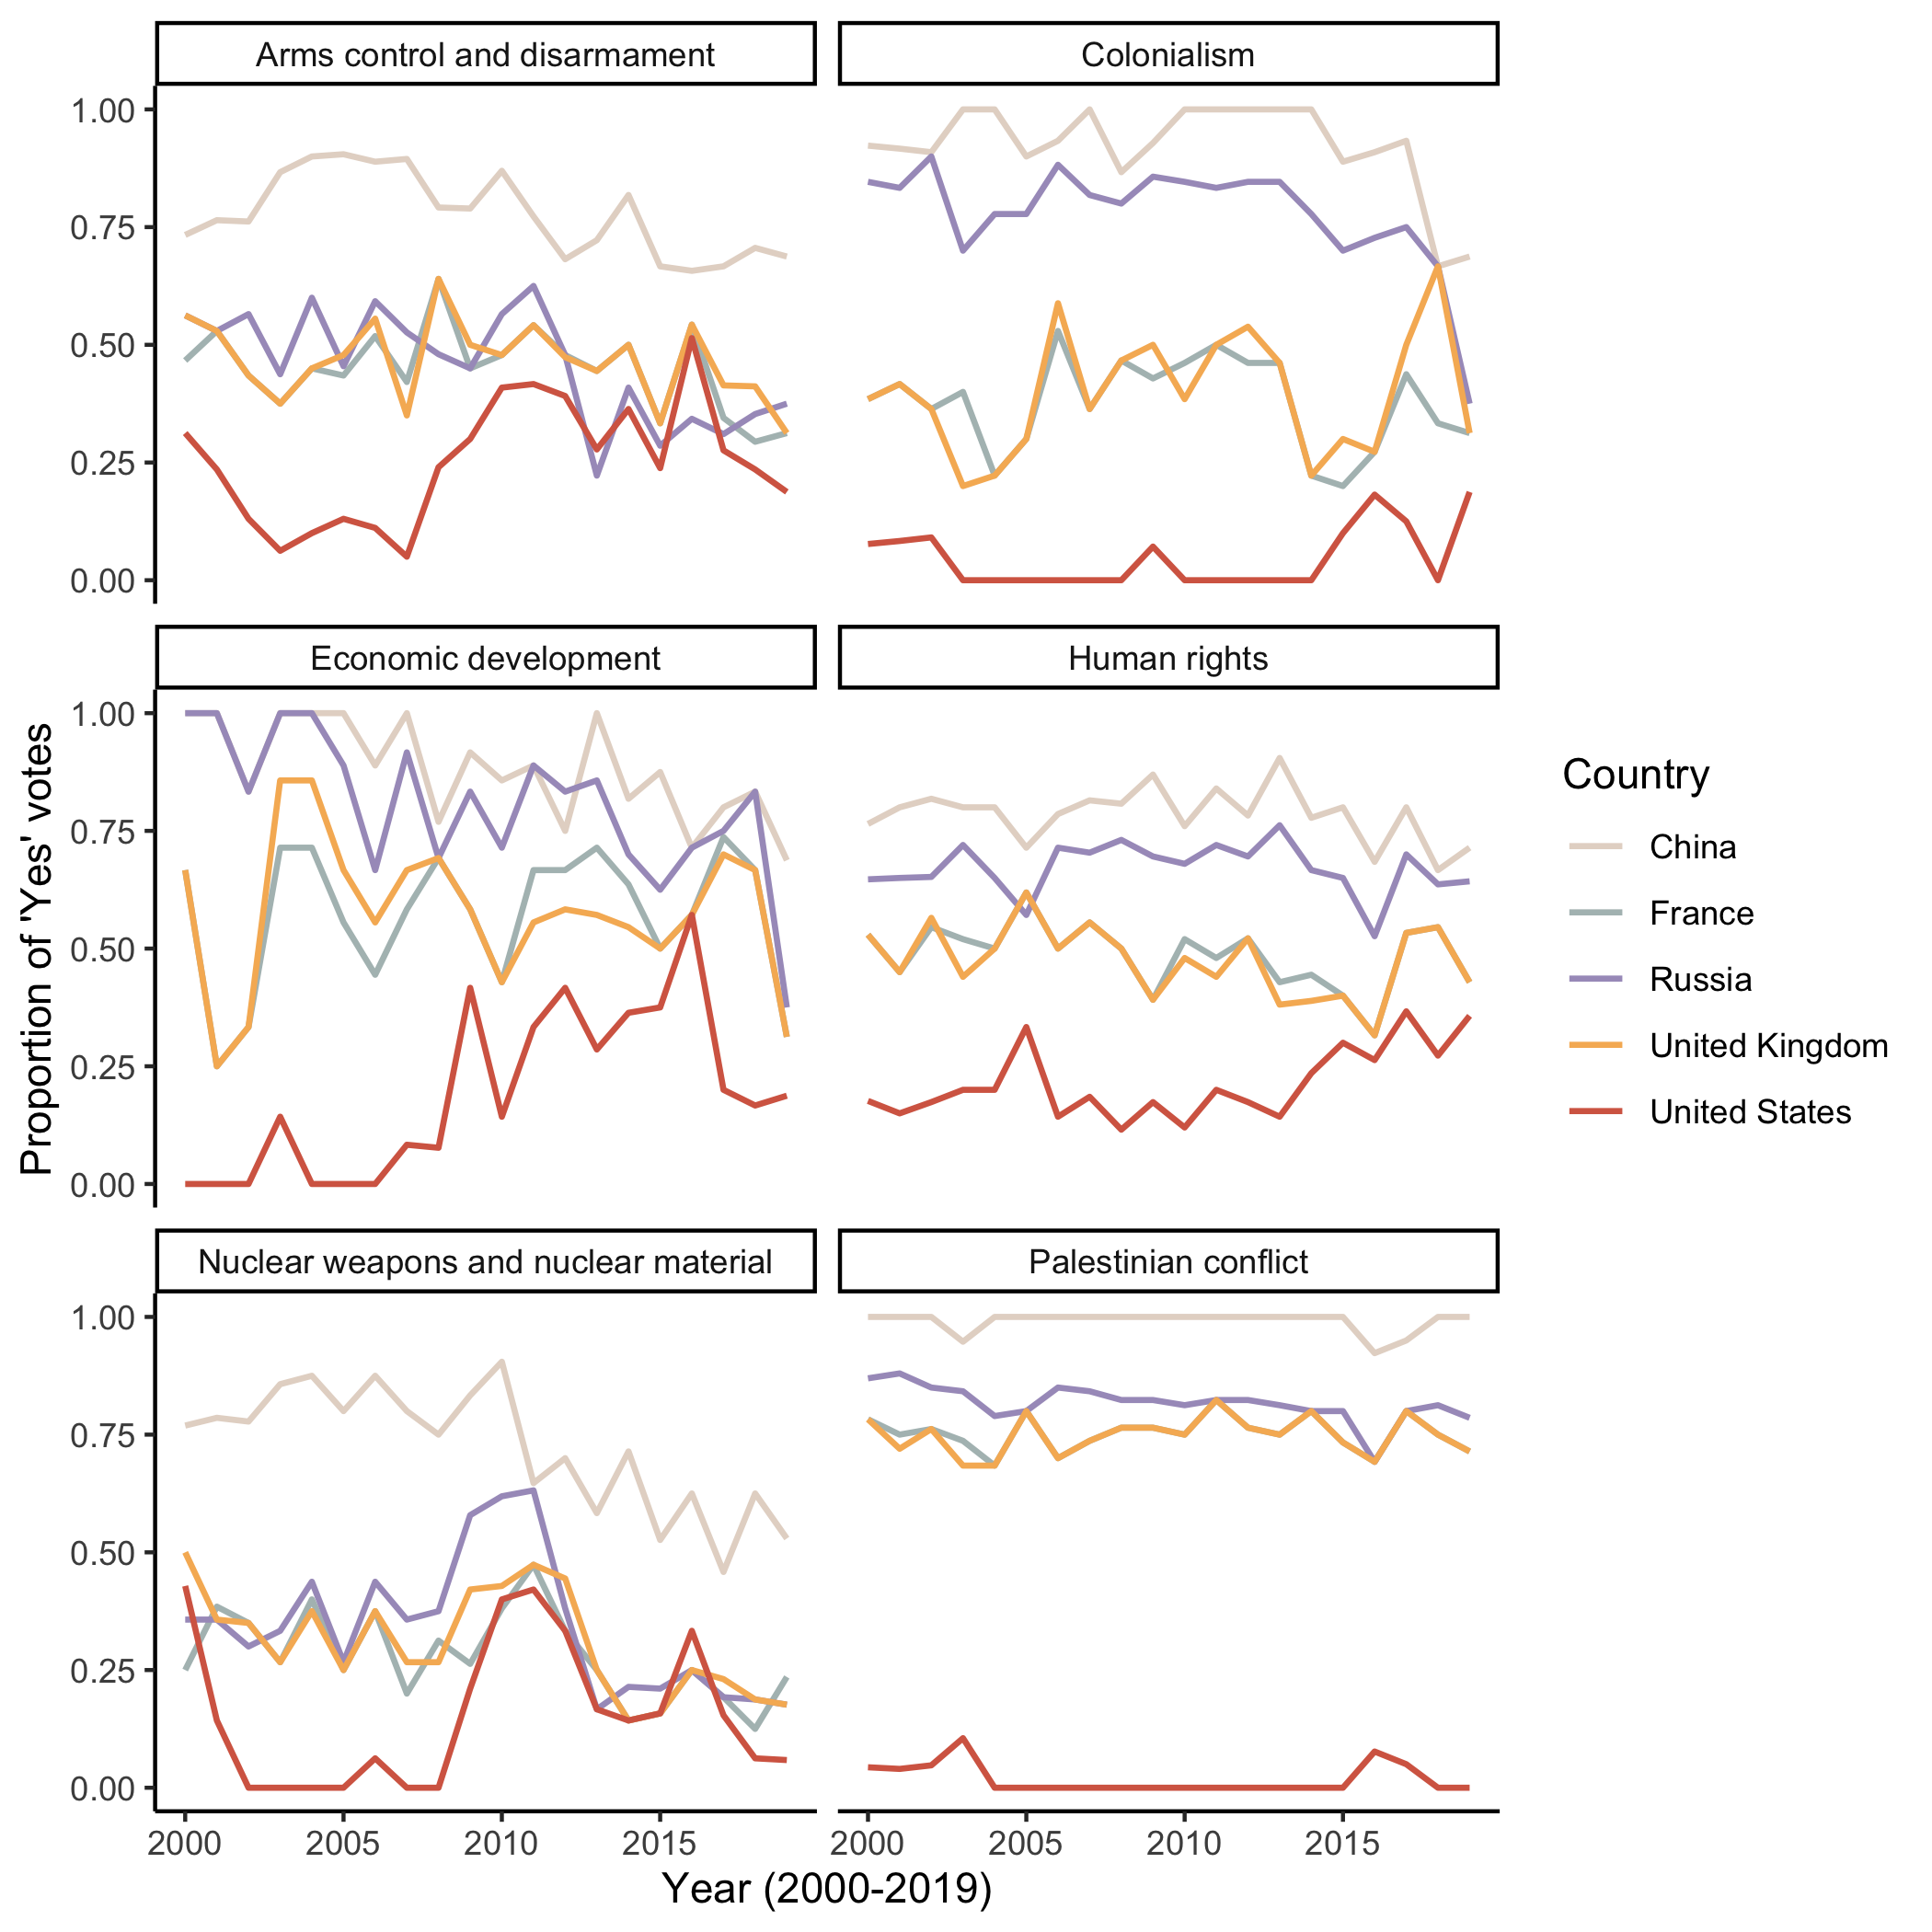 Arms control and disarmament
Colonialism
1.00
0.75
0.50
0.25
0.00
Economic development
Human rights
1.00
0.75
0.50
0.25
0.00
Proportion of 'Yes' votes
Country
China
France
Russia
United Kingdom
United States
Nuclear weapons and nuclear material
Palestinian conflict
1.00
0.75
0.50
0.25
0.00
2000 2005 2010 2015 2000 2005 2010 2015
Year (2000-2019)